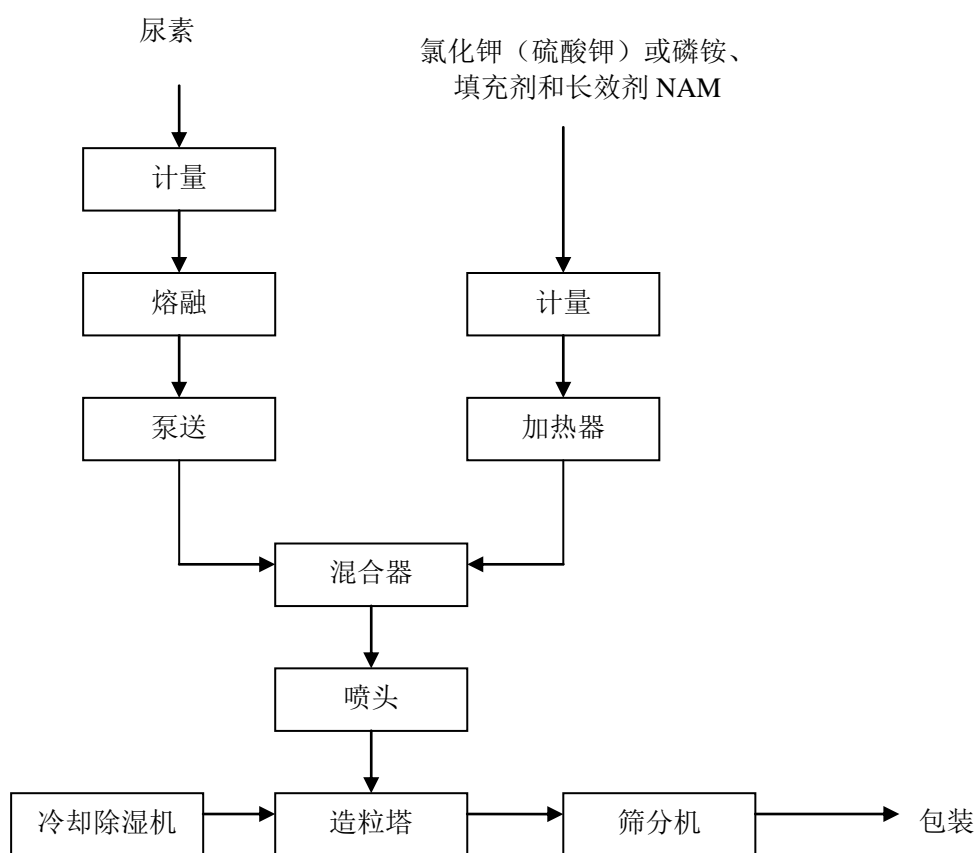 尿素
氯化钾（硫酸钾）或磷铵、
填充剂和长效剂 NAM
计量
熔融
计量
泵送
加热器
混合器
喷头
冷却除湿机
造粒塔
筛分机
包装